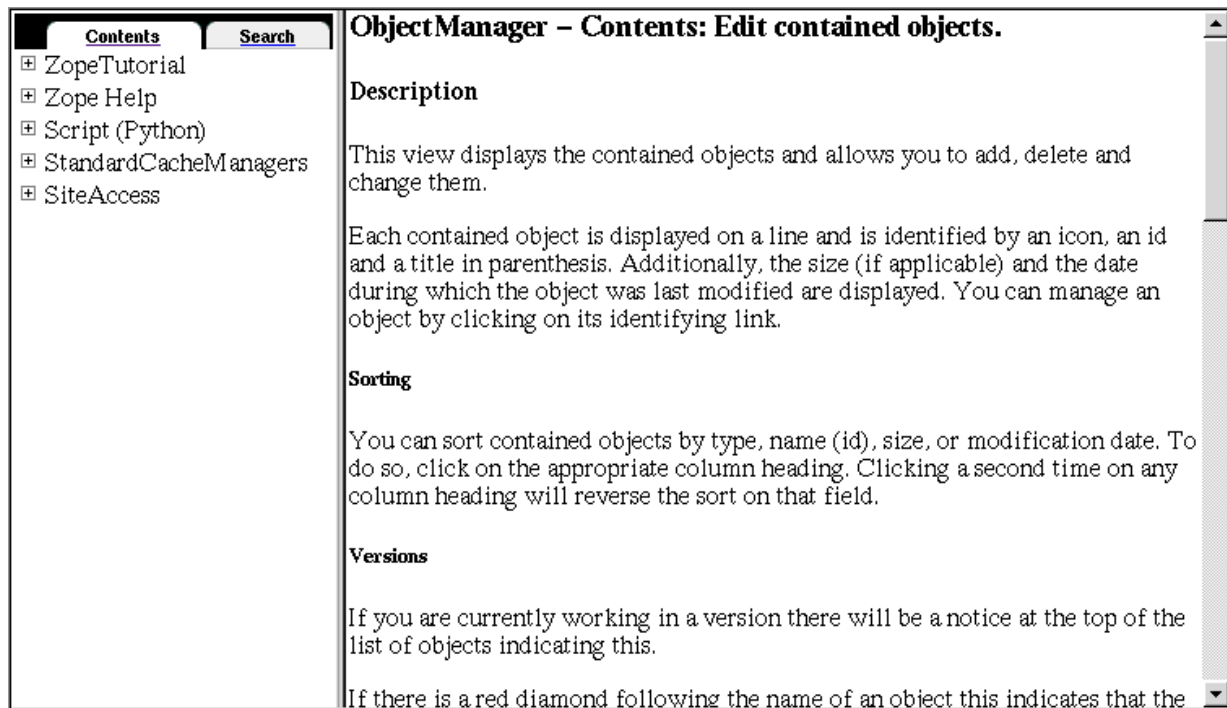 Contents Search
ZopeTutorial
Zope Help
Script (Python)
StandardCacheManagers
SiteAccess
ObjectManager – Contents: Edit contained objects.
Description
This view displays the contained objects and allows you to add, delete and
change them.
Each contained object is displayed on a line and is identified by an icon, an id
and a title in parenthesis. Additionally, the size (if applicable) and the date
during which the object was last modified are displayed. You can manage an
object by clicking on its identifying link.
Sorting
You can sort contained objects by type, name (id), size, or modification date. To
do so, click on the appropriate column heading. Clicking a second time on any
column heading will reverse the sort on that field.
Versions
If you are currently working in a version there will be a notice at the top of the
list of objects indicating this.
If there is a red diamond following the name of an object this indicates that the